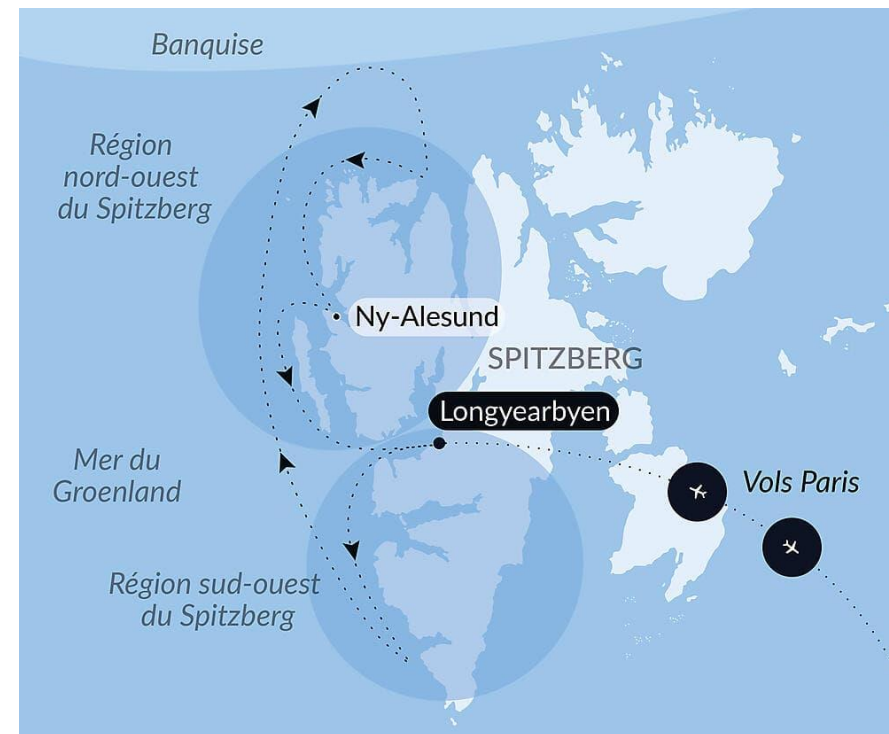 Banquise
Région
nord-ouest
du Spitzberg
Ny-Alesund
SPITZBERG
Longyearbyen
Mer du
Groenland
Vols Paris
Région sud-ouest
du Spitzberg